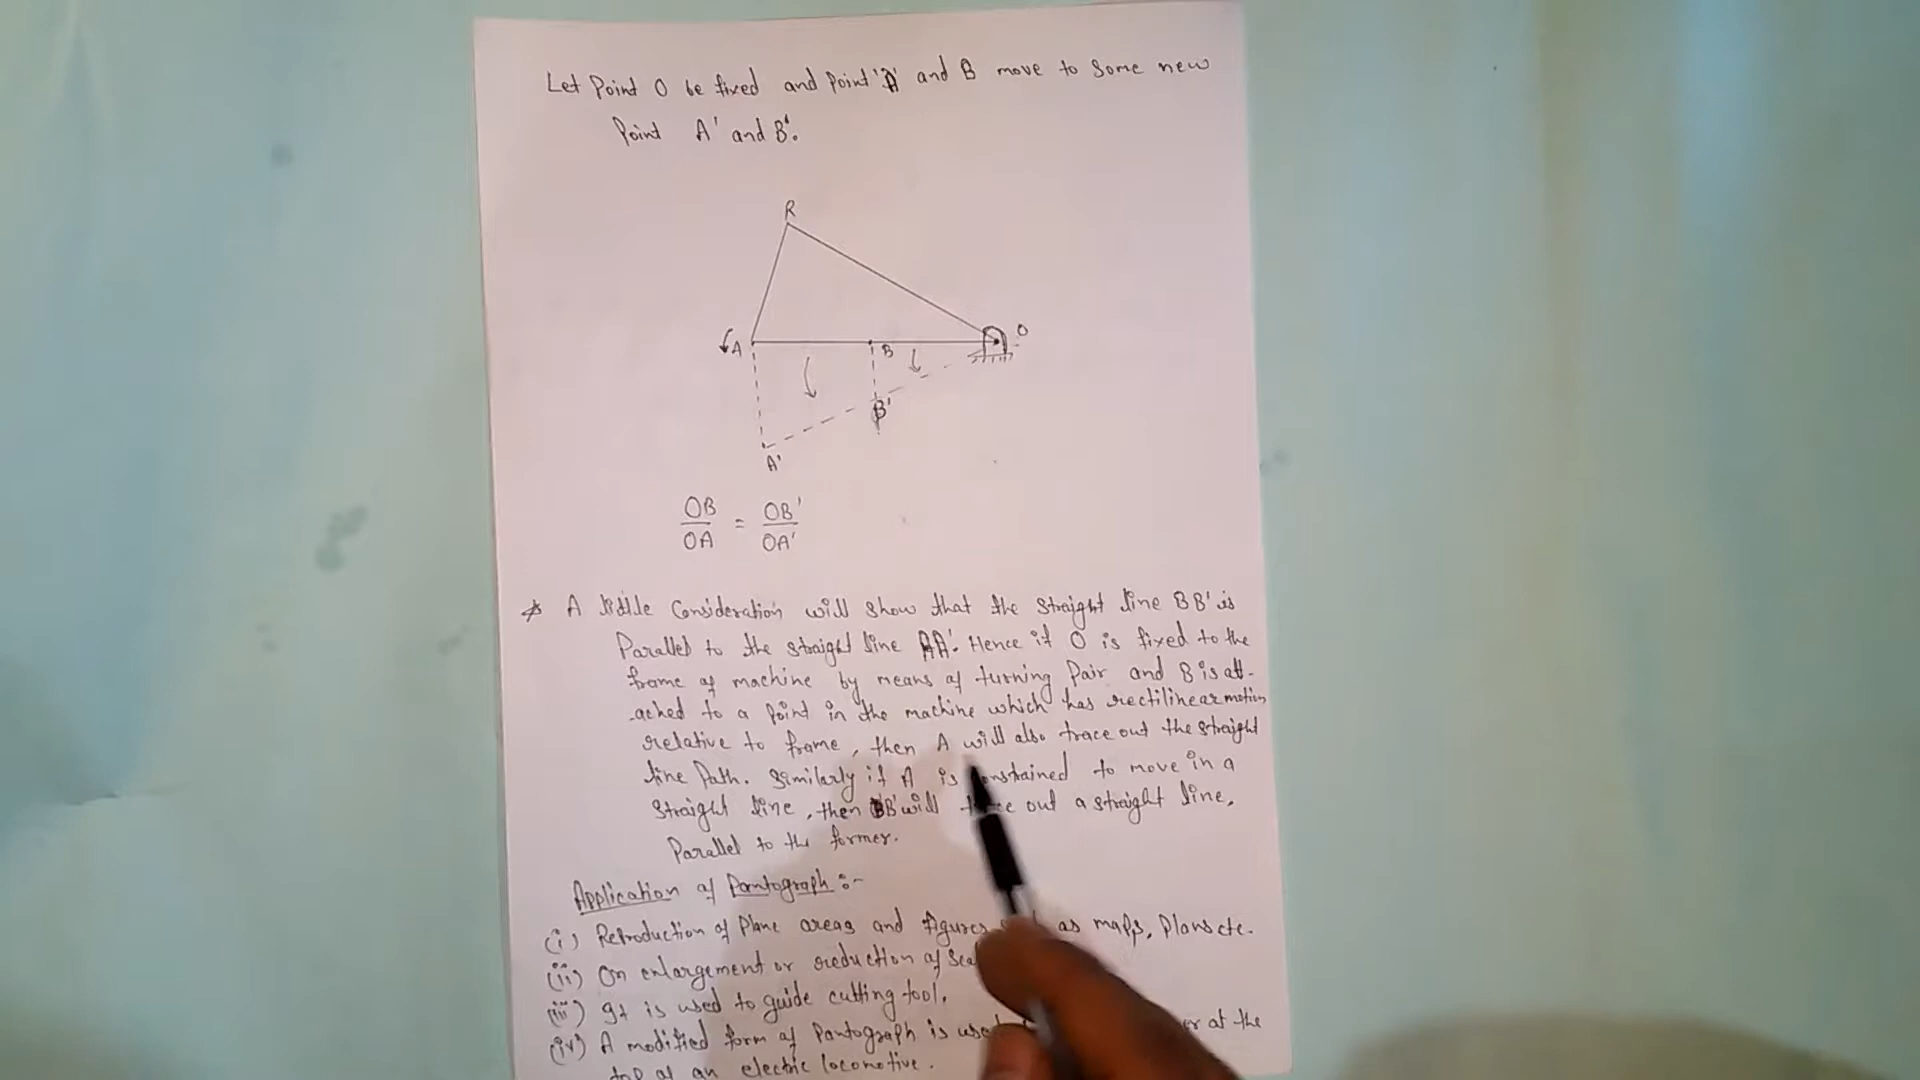 Let Point O be fixed and Point 'A' and B move to some new
Point A' and B'.
R
A
B
O
B'
A'
OB OB'
— = —
OA OA'
* A little Consideration will show that the straight line BB' is
Parallel to the straight line AA'. Hence if O is fixed to the
frame of machine by means of turning Pair and B is att-
-ached to a Point in the machine which has rectilinear motion
relative to frame, then A will also trace out the straight
line Path. Similarly if A is constrained to move in a
straight line, then BB' will trace out a straight line,
Parallel to the former.
Application of Pantograph :-
(i) Reproduction of Plane areas and figures as maps, Plans etc.
(ii) On enlargement or reduction of
(iii) It is used to guide cutting tool.
(iv) A modified form of Pantograph is used at the
top of an electric locomotive.